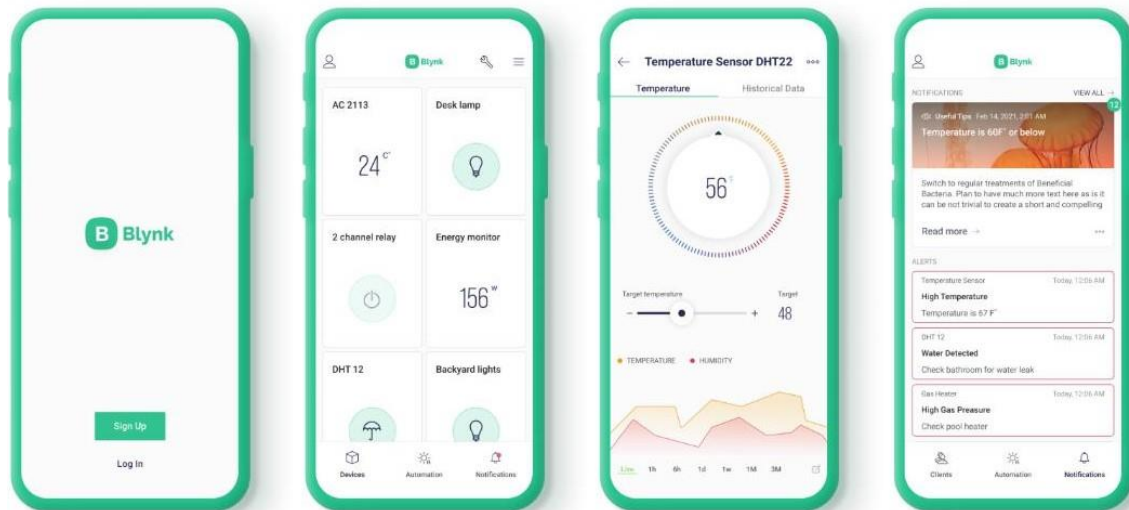 B Blynk
Sign Up
Log In
B Blynk
AC 2113
24 C°
Desk lamp
2 channel relay
Energy monitor
156 W
DHT 12
Backyard lights
Devices
Automation
Notifications
Temperature Sensor DHT22
Temperature
Historical Data
56 °
Target temperature
Target
− +
48
TEMPERATURE
HUMIDITY
Live 1h 6h 1d 1w 1M 3M
B Blynk
NOTIFICATIONS
VIEW ALL →
12
Useful Tips Feb 14, 2021, 2:01 AM
Temperature is 60F° or below
Switch to regular treatments of Beneficial
Bacteria. Plan to have much more text here as is it
can be not trivial to create a short and compelling
Read more →
ALERTS
Temperature Sensor
Today, 12:06 AM
High Temperature
Temperature is 67 F°
DHT 12
Today, 12:06 AM
Water Detected
Check bathroom for water leak
Gas Heater
Today, 12:06 AM
High Gas Preasure
Check pool heater
Clients
Automation
Notifications